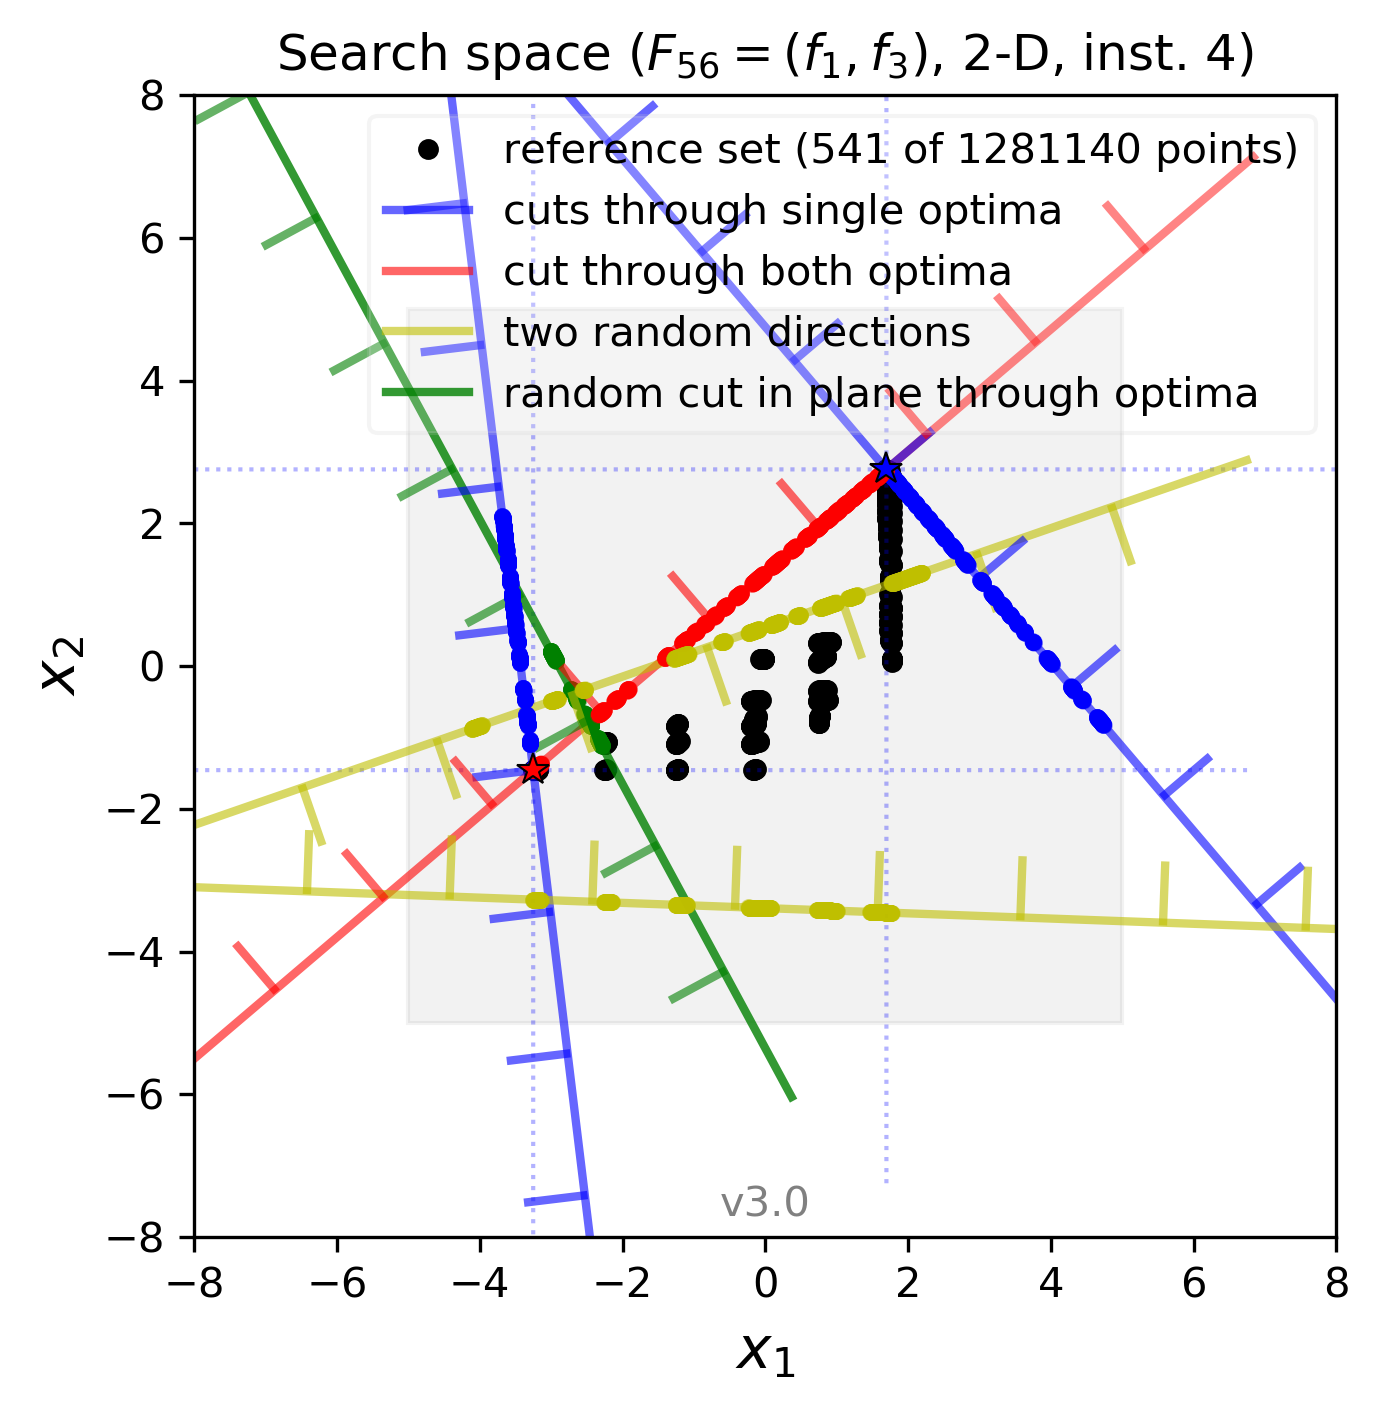 Search space (F₅₆ = (f₁, f₃), 2-D, inst. 4)
reference set (541 of 1281140 points)
cuts through single optima
cut through both optima
two random directions
random cut in plane through optima
8
6
4
2
0
−2
−4
−6
−8
x₂
v3.0
−8 −6 −4 −2 0 2 4 6 8
x₁